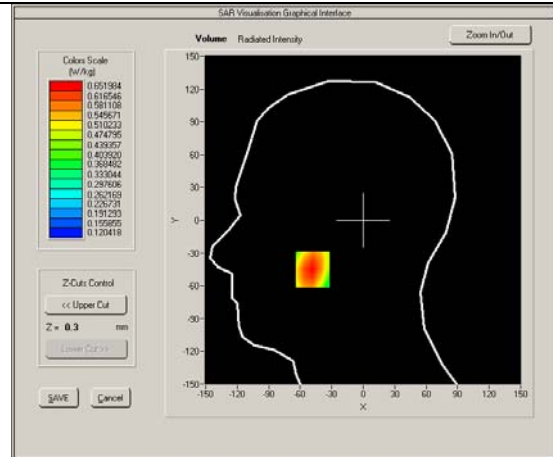 SAR Visualisation Graphical Interface
Volume Radiated Intensity
Zoom In/Out
Colors Scale
(W/kg)
0.651984
0.616546
0.581108
0.545671
0.510233
0.474795
0.439357
0.403920
0.368482
0.333044
0.297606
0.262169
0.226731
0.191293
0.155855
0.120418
Z-Cuts Control
<< Upper Cut
Z = 0.3 mm
Lower Cut >>
SAVE
Cancel
150
120
90
60
30
0
-30
-60
-90
-120
-150
Y
-150 -120 -90 -60 -30 0 30 60 90 120 150
X